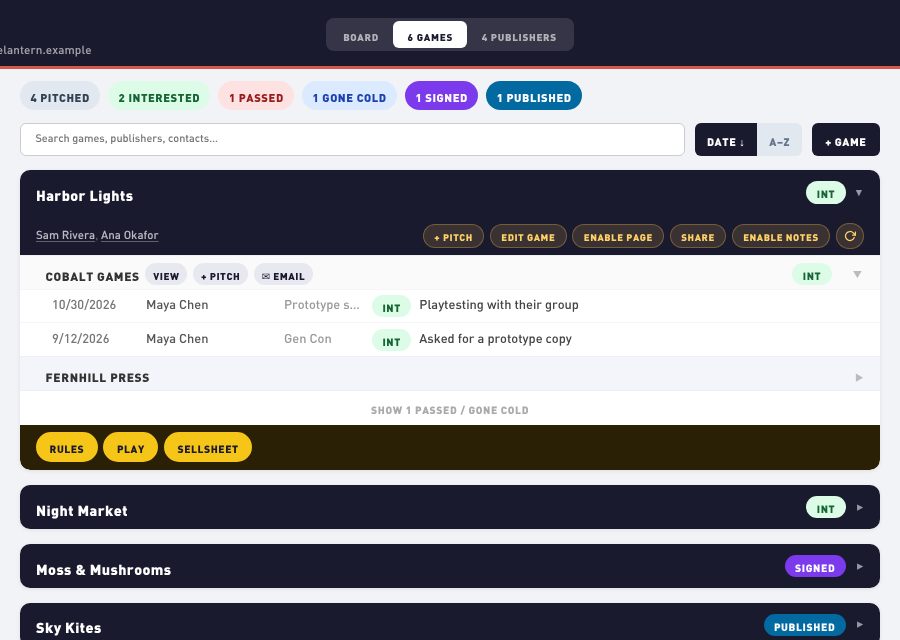 BOARD 6 GAMES 4 PUBLISHERS
elantern.example
4 PITCHED 2 INTERESTED 1 PASSED 1 GONE COLD 1 SIGNED 1 PUBLISHED
Search games, publishers, contacts... DATE ↓ A–Z + GAME
Harbor Lights INT ▼
Sam Rivera, Ana Okafor + PITCH EDIT GAME ENABLE PAGE SHARE ENABLE NOTES
COBALT GAMES VIEW + PITCH ✉ EMAIL INT ▼
10/30/2026 Maya Chen Prototype s... INT Playtesting with their group
9/12/2026 Maya Chen Gen Con INT Asked for a prototype copy
FERNHILL PRESS ▶
SHOW 1 PASSED / GONE COLD
RULES PLAY SELLSHEET
Night Market INT ▶
Moss & Mushrooms SIGNED ▶
Sky Kites PUBLISHED ▶